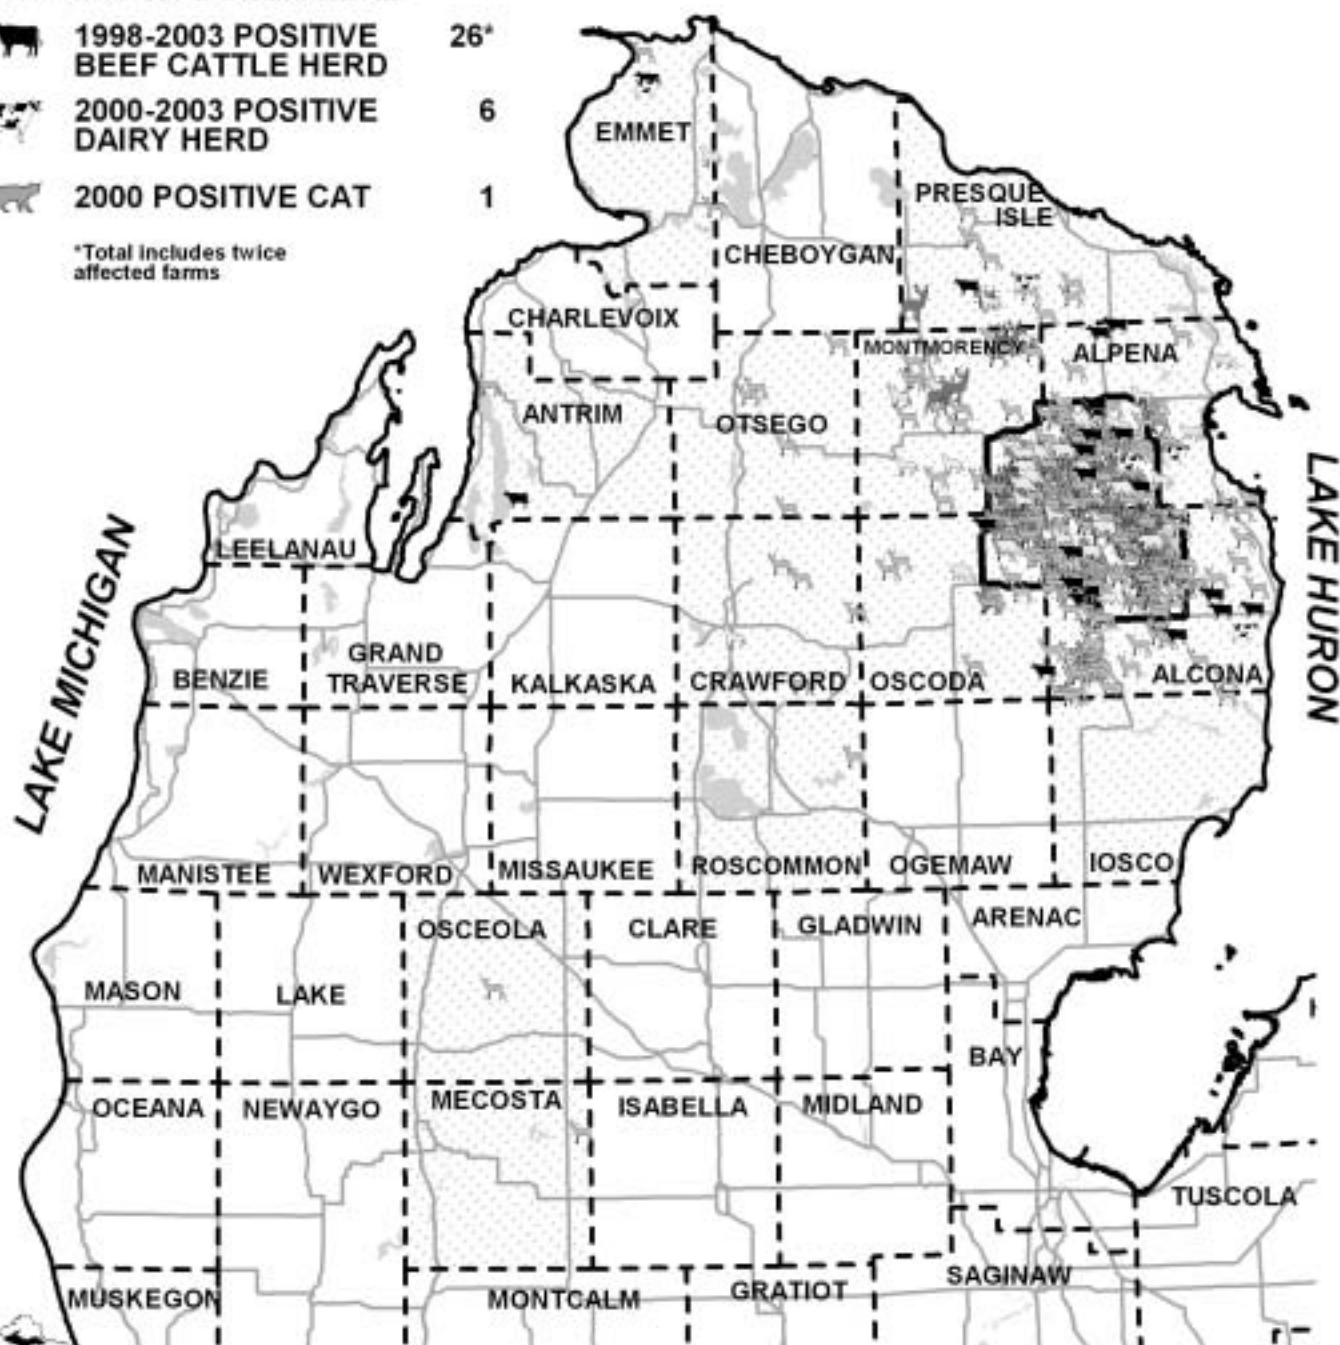 1998-2003 POSITIVE 26*
BEEF CATTLE HERD
2000-2003 POSITIVE 6
DAIRY HERD
2000 POSITIVE CAT 1
*Total includes twice
affected farms
EMMET
PRESQUE
ISLE
CHEBOYGAN
CHARLEVOIX
MONTMORENCY
ALPENA
ANTRIM
OTSEGO
LAKE HURON
LAKE MICHIGAN
LEELANAU
GRAND
TRAVERSE
BENZIE
KALKASKA
CRAWFORD
OSCODA
ALCONA
MANISTEE
WEXFORD
MISSAUKEE
ROSCOMMON
OGEMAW
IOSCO
OSCEOLA
CLARE
GLADWIN
ARENAC
MASON
LAKE
BAY
OCEANA
NEWAYGO
MECOSTA
ISABELLA
MIDLAND
TUSCOLA
MUSKEGON
MONTCALM
GRATIOT
SAGINAW